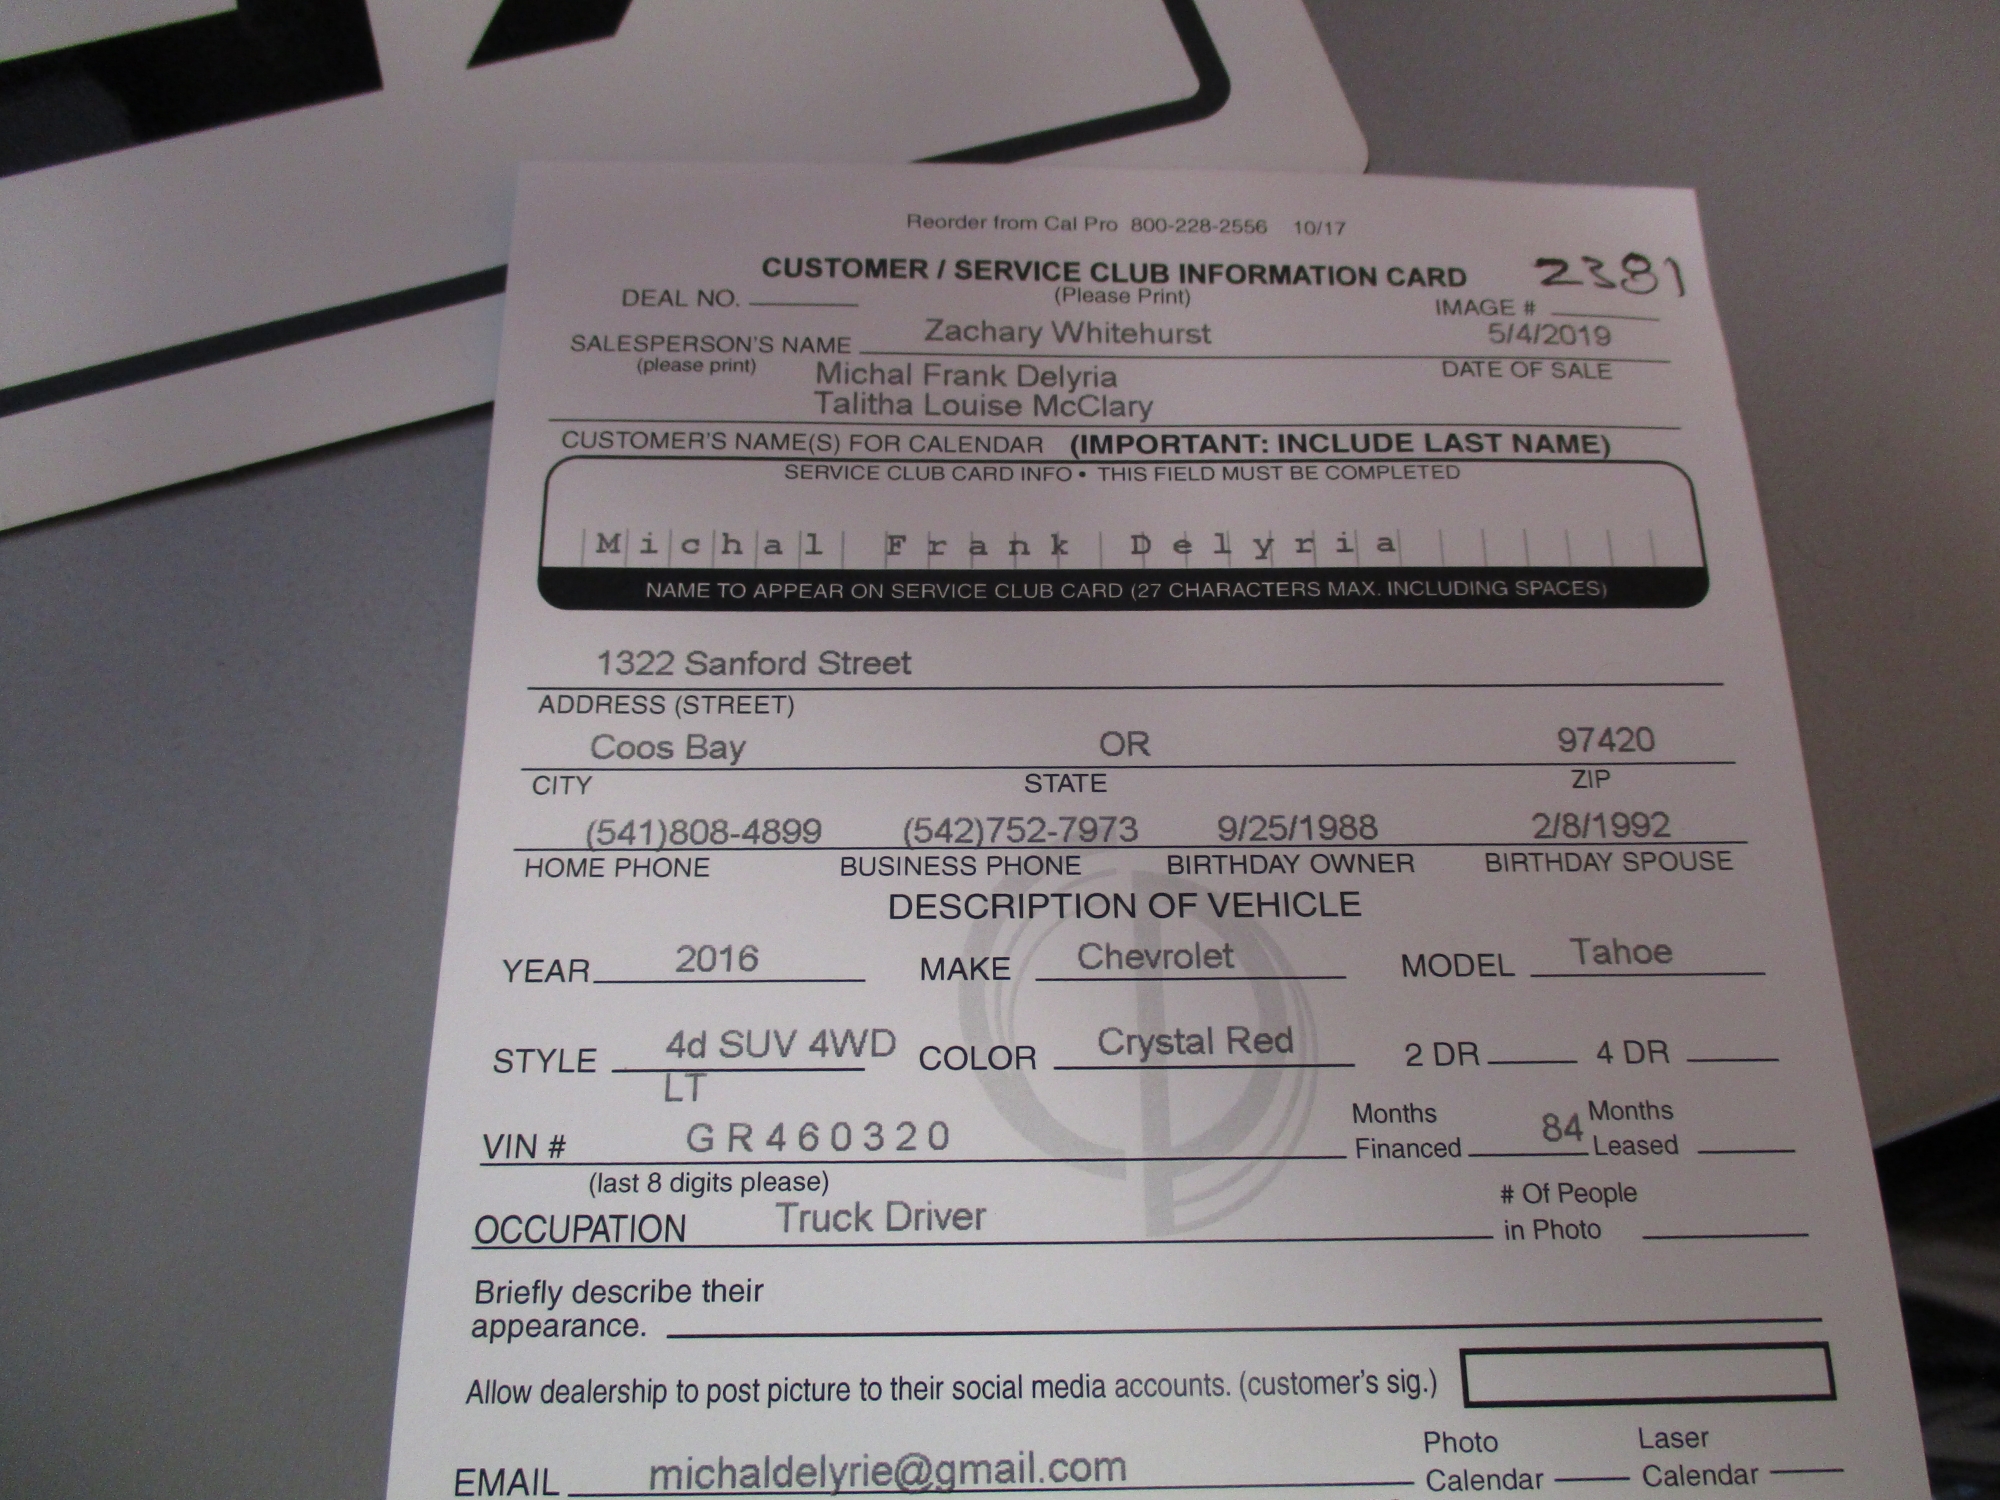 Reorder from Cal Pro 800-228-2556 10/17
CUSTOMER / SERVICE CLUB INFORMATION CARD 2381
DEAL NO. (Please Print) IMAGE #
SALESPERSON'S NAME Zachary Whitehurst 5/4/2019
(please print) Michal Frank Delyria DATE OF SALE
Talitha Louise McClary
CUSTOMER'S NAME(S) FOR CALENDAR (IMPORTANT: INCLUDE LAST NAME)
SERVICE CLUB CARD INFO • THIS FIELD MUST BE COMPLETED
Michal Frank Delyria
NAME TO APPEAR ON SERVICE CLUB CARD (27 CHARACTERS MAX. INCLUDING SPACES)
1322 Sanford Street
ADDRESS (STREET)
Coos Bay OR 97420
CITY STATE ZIP
(541)808-4899 (542)752-7973 9/25/1988 2/8/1992
HOME PHONE BUSINESS PHONE BIRTHDAY OWNER BIRTHDAY SPOUSE
DESCRIPTION OF VEHICLE
YEAR 2016 MAKE Chevrolet MODEL Tahoe
STYLE 4d SUV 4WD COLOR Crystal Red 2 DR 4 DR
LT
VIN # GR460320 Months Financed 84 Months Leased
(last 8 digits please)
OCCUPATION Truck Driver # Of People in Photo
Briefly describe their
appearance.
Allow dealership to post picture to their social media accounts. (customer's sig.)
EMAIL michaldelyrie@gmail.com Photo Calendar Laser Calendar